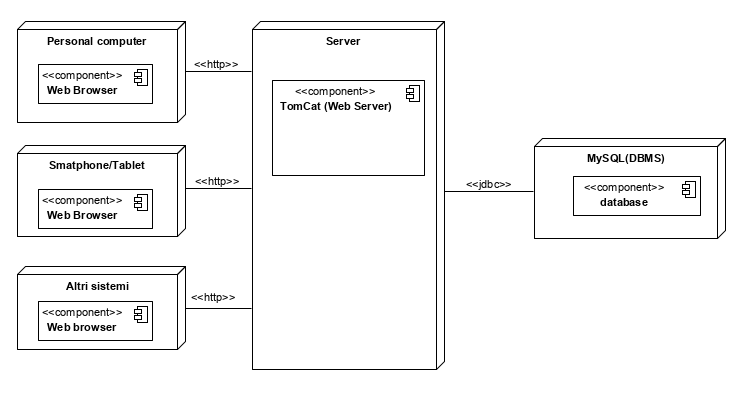 Personal computer
<<component>>
Web Browser
<<http>>
Smatphone/Tablet
<<component>>
Web Browser
<<http>>
Altri sistemi
<<component>>
Web browser
<<http>>
Server
<<component>>
TomCat (Web Server)
<<jdbc>>
MySQL(DBMS)
<<component>>
database